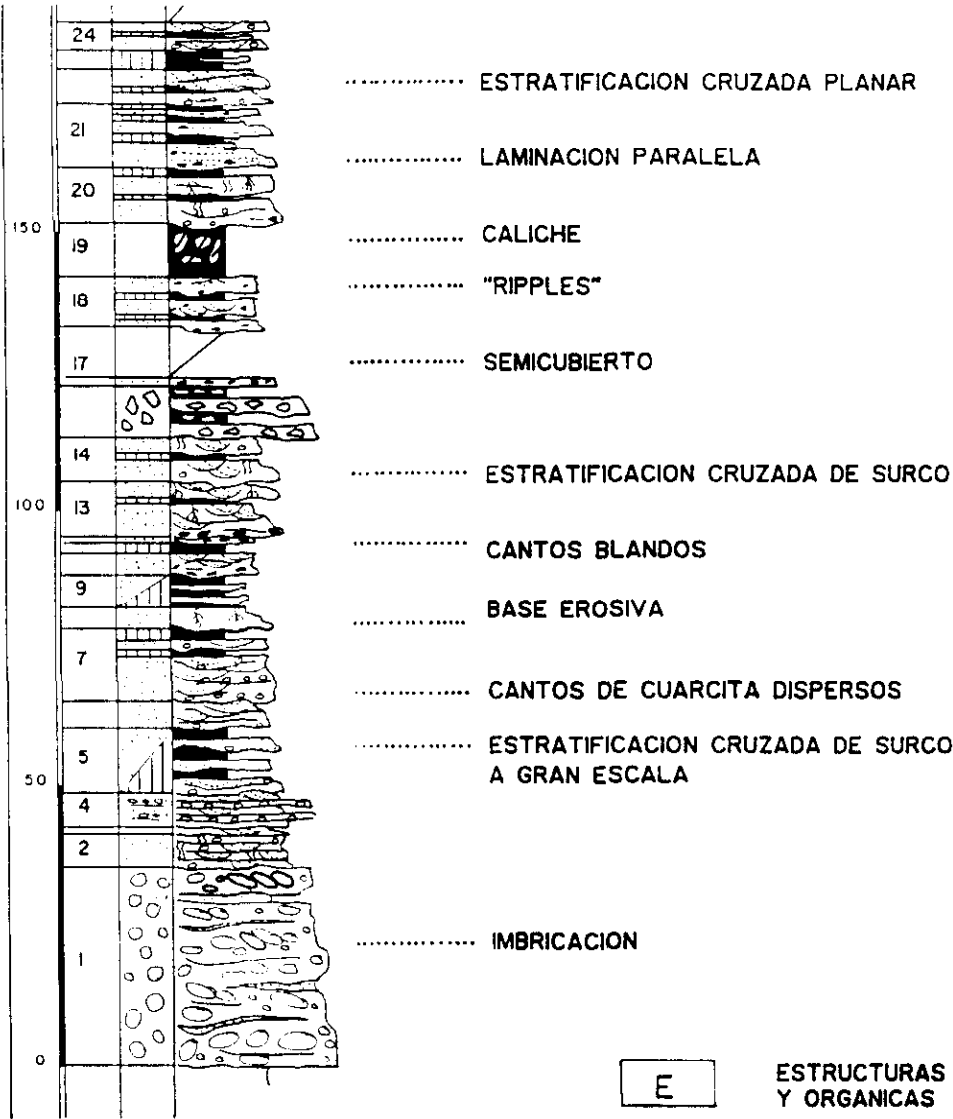 24
ESTRATIFICACION CRUZADA PLANAR
21
LAMINACION PARALELA
20
150
19
CALICHE
"RIPPLES"
18
17
SEMICUBIERTO
14
ESTRATIFICACION CRUZADA DE SURCO
100
13
CANTOS BLANDOS
9
BASE EROSIVA
7
CANTOS DE CUARCITA DISPERSOS
5
ESTRATIFICACION CRUZADA DE SURCO
A GRAN ESCALA
50
4
2
1
IMBRICACION
0
E
ESTRUCTURAS
Y ORGANICAS